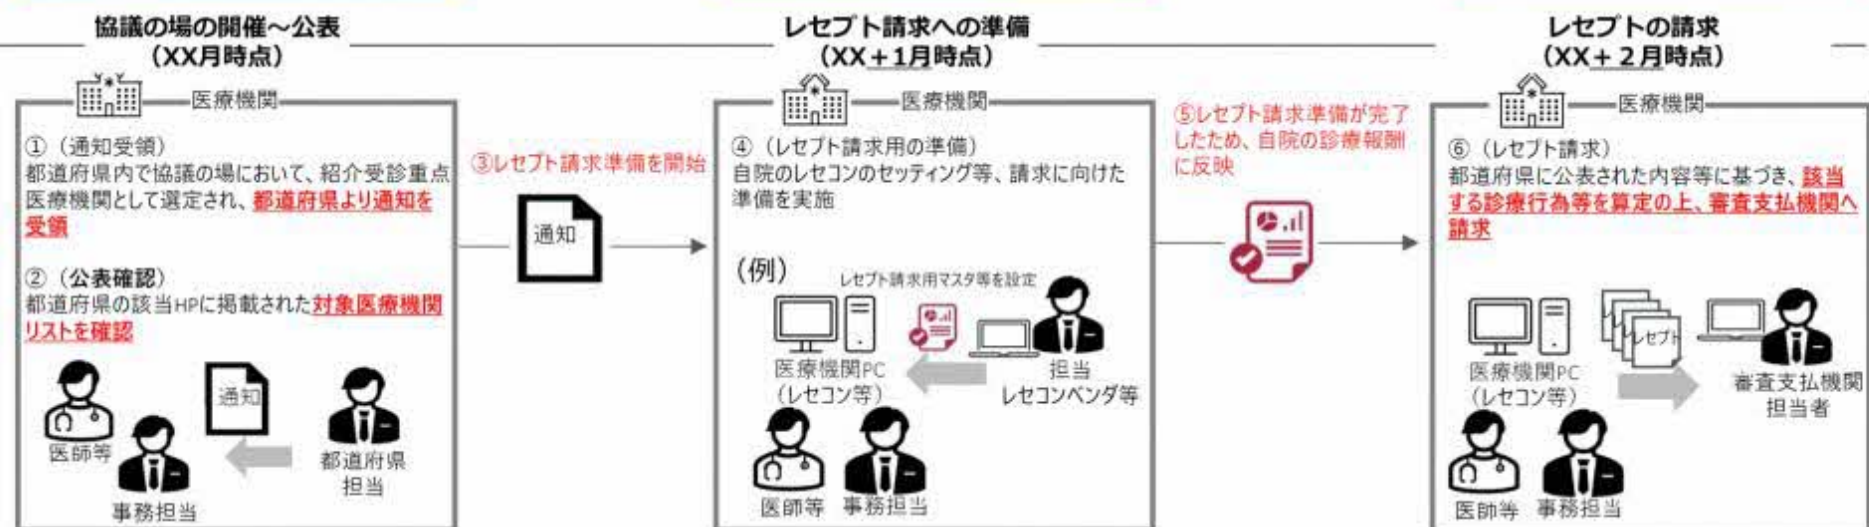 協議の場の開催～公表
（XX月時点）
医療機関
①（通知受領）
都道府県内で協議の場において、紹介受診重点
医療機関として選定され、都道府県より通知を
受領
②（公表確認）
都道府県の該当HPに掲載された対象医療機関
リストを確認
医師等
通知
事務担当
都道府県
担当
③レセプト請求準備を開始
通知
レセプト請求への準備
（XX＋1月時点）
医療機関
④（レセプト請求用の準備）
自院のレセコンのセッティング等、請求に向けた
準備を実施
（例）
レセプト請求用マスタ等を設定
医療機関PC
（レセコン等）
担当
レセコンベンダ等
医師等
事務担当
⑤レセプト請求準備が完了
したため、自院の診療報酬
に反映
レセプトの請求
（XX＋２月時点）
医療機関
⑥（レセプト請求）
都道府県に公表された内容等に基づき、該当
する診療行為等を算定の上、審査支払機関へ
請求
レセプト
医療機関PC
（レセコン等）
審査支払機関
担当者
医師等
事務担当